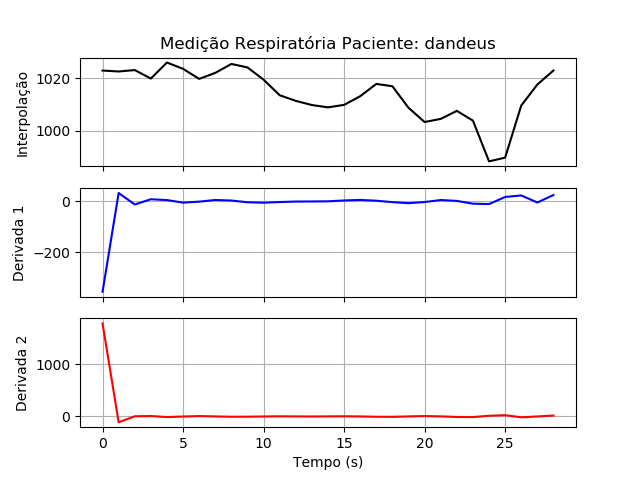 Medição Respiratória Paciente: dandeus
1020
1000
Interpolação
0
−200
Derivada 1
1000
0
Derivada 2
0 5 10 15 20 25
Tempo (s)